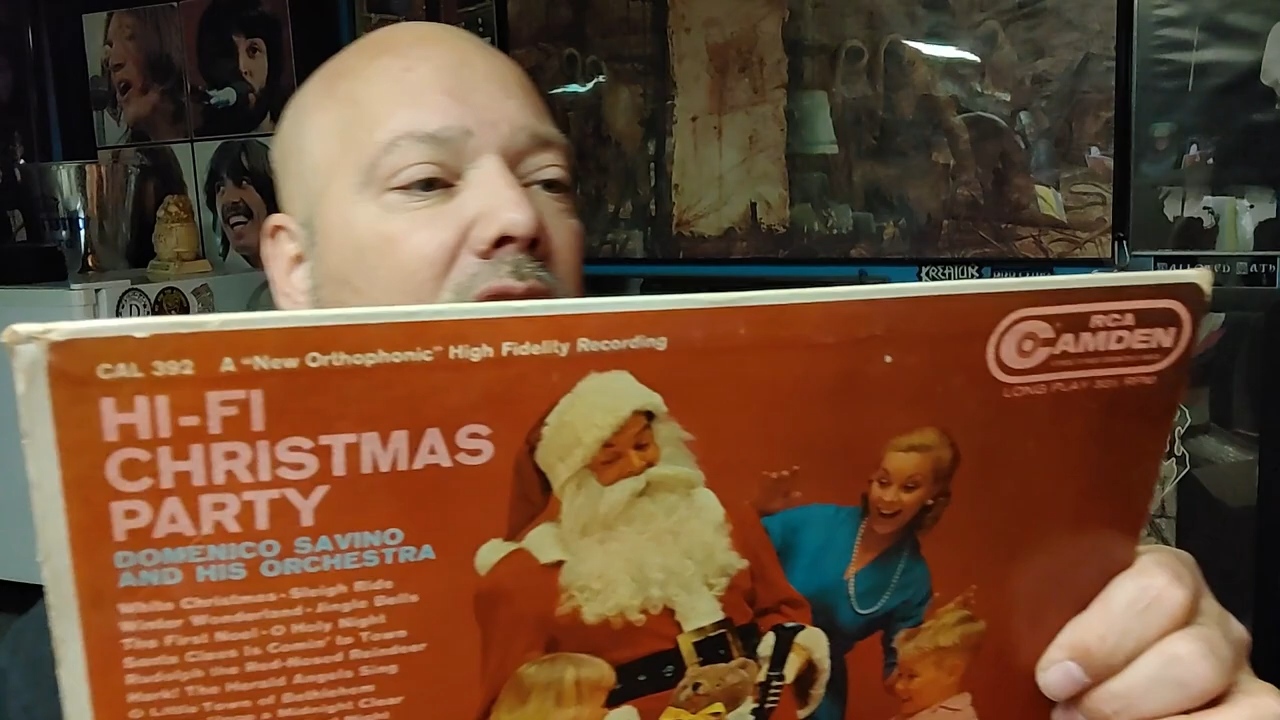 KREATOR
CAL 392 A "New Orthophonic" High Fidelity Recording
RCA
CAMDEN
LONG PLAY 33⅓ RPM
HI-FI
CHRISTMAS
PARTY
DOMENICO SAVINO
AND HIS ORCHESTRA
White Christmas · Sleigh Ride
Winter Wonderland · Jingle Bells
The First Noel · O Holy Night
Santa Claus Is Comin' to Town
Rudolph the Red-Nosed Reindeer
Hark! The Herald Angels Sing
O Little Town of Bethlehem
a Midnight Clear
Night